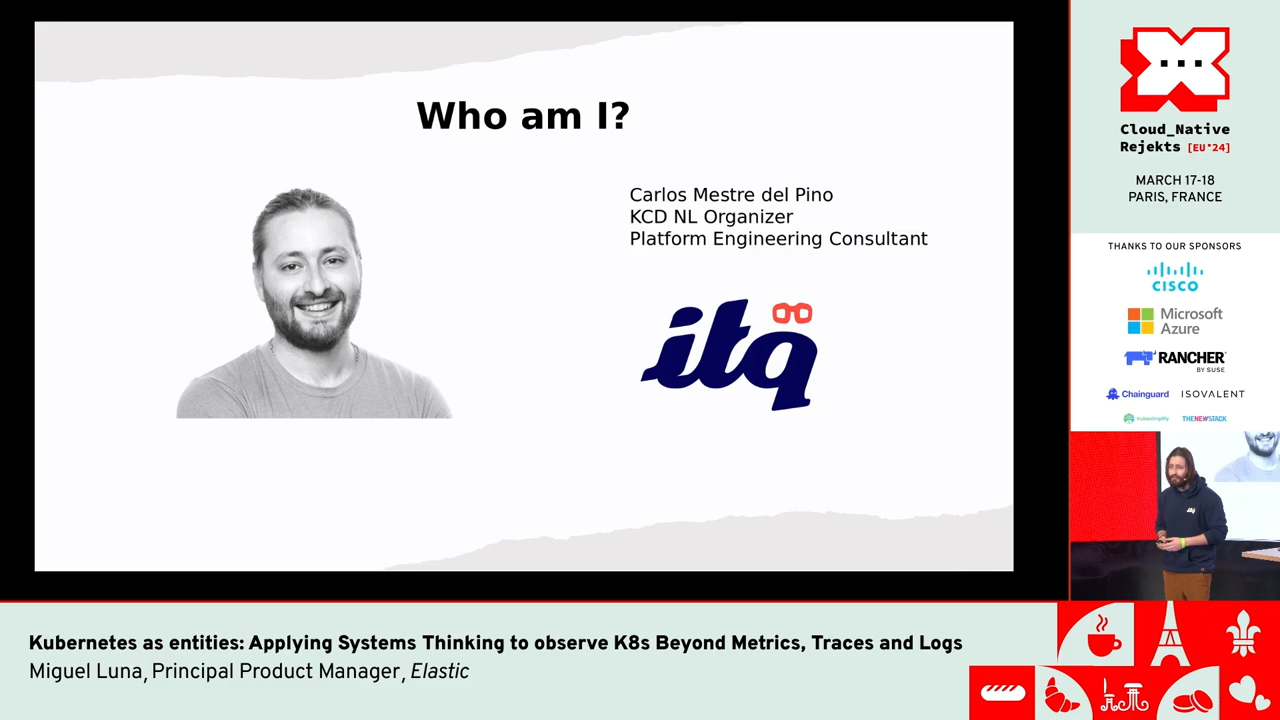 Who am I?
Carlos Mestre del Pino
KCD NL Organizer
Platform Engineering Consultant
itq
Cloud_Native
Rejekts [EU*24]
MARCH 17-18
PARIS, FRANCE
THANKS TO OUR SPONSORS
CISCO
Microsoft
Azure
RANCHER
BY SUSE
Chainguard
ISOVALENT
Kubesimplify
THENEWSTACK
itq
Kubernetes as entities: Applying Systems Thinking to observe K8s Beyond Metrics, Traces and Logs
Miguel Luna, Principal Product Manager, Elastic